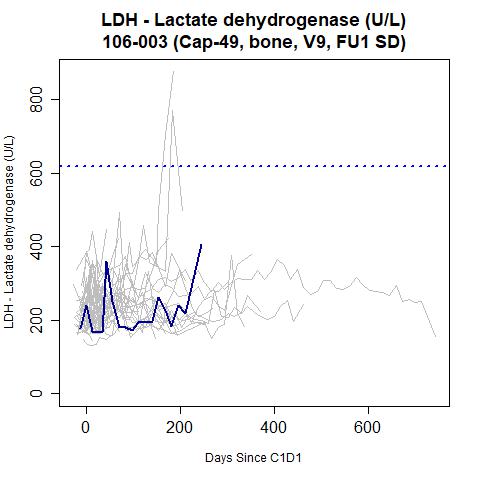 LDH - Lactate dehydrogenase (U/L)
106-003 (Cap-49, bone, V9, FU1 SD)
LDH - Lactate dehydrogenase (U/L)
800
600
400
200
0
0 200 400 600
Days Since C1D1